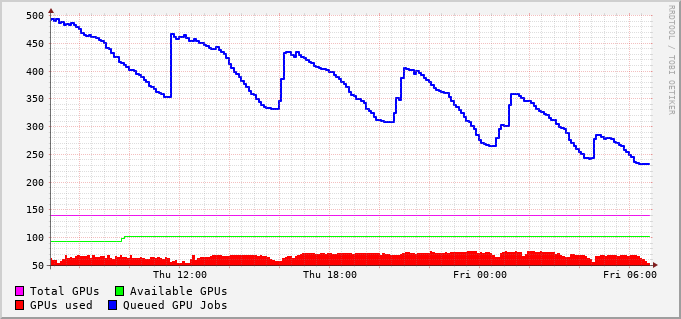 500
450
400
350
300
250
200
150
100
50
Thu 12:00 Thu 18:00 Fri 00:00 Fri 06:00
Total GPUs Available GPUs
GPUs used Queued GPU Jobs
RRDTOOL / TOBI OETIKER